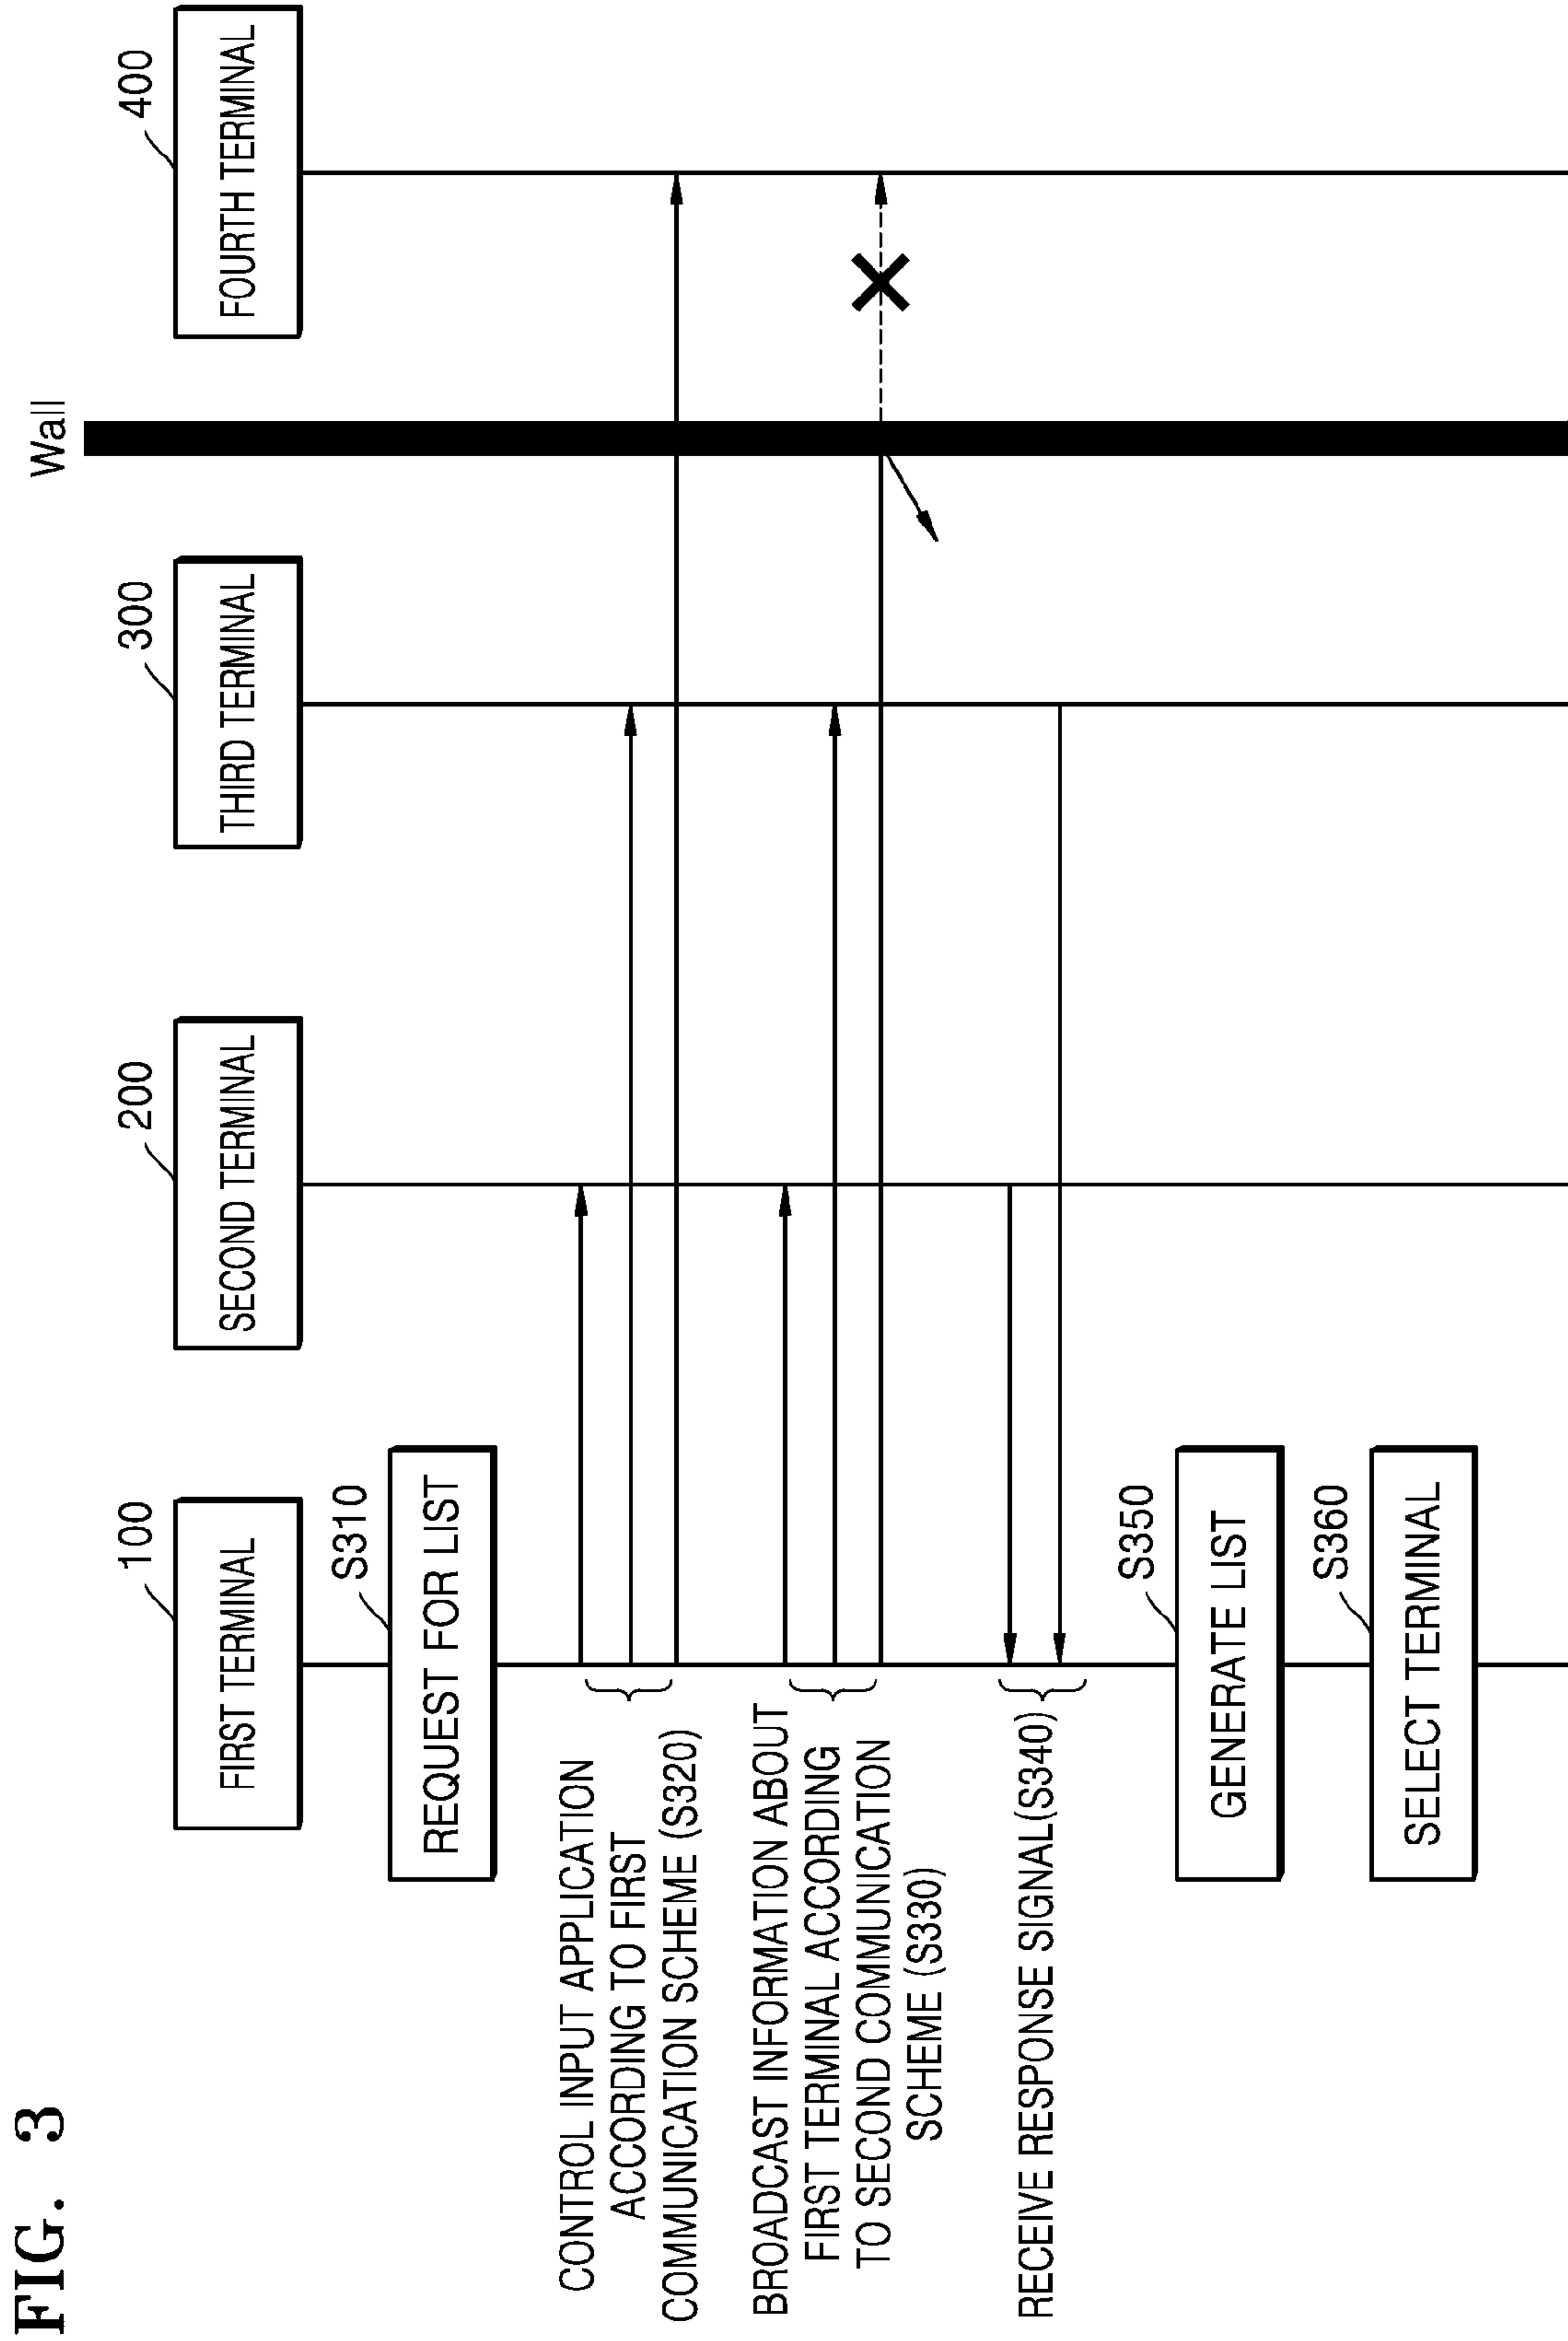 FIG. 3
Wall
100
200
300
400
FIRST TERMINAL
SECOND TERMINAL
THIRD TERMINAL
FOURTH TERMINAL
S310
REQUEST FOR LIST
CONTROL INPUT APPLICATION
ACCORDING TO FIRST
COMMUNICATION SCHEME (S320)
BROADCAST INFORMATION ABOUT
FIRST TERMINAL ACCORDING
TO SECOND COMMUNICATION
SCHEME (S330)
RECEIVE RESPONSE SIGNAL(S340)
S350
GENERATE LIST
S360
SELECT TERMINAL